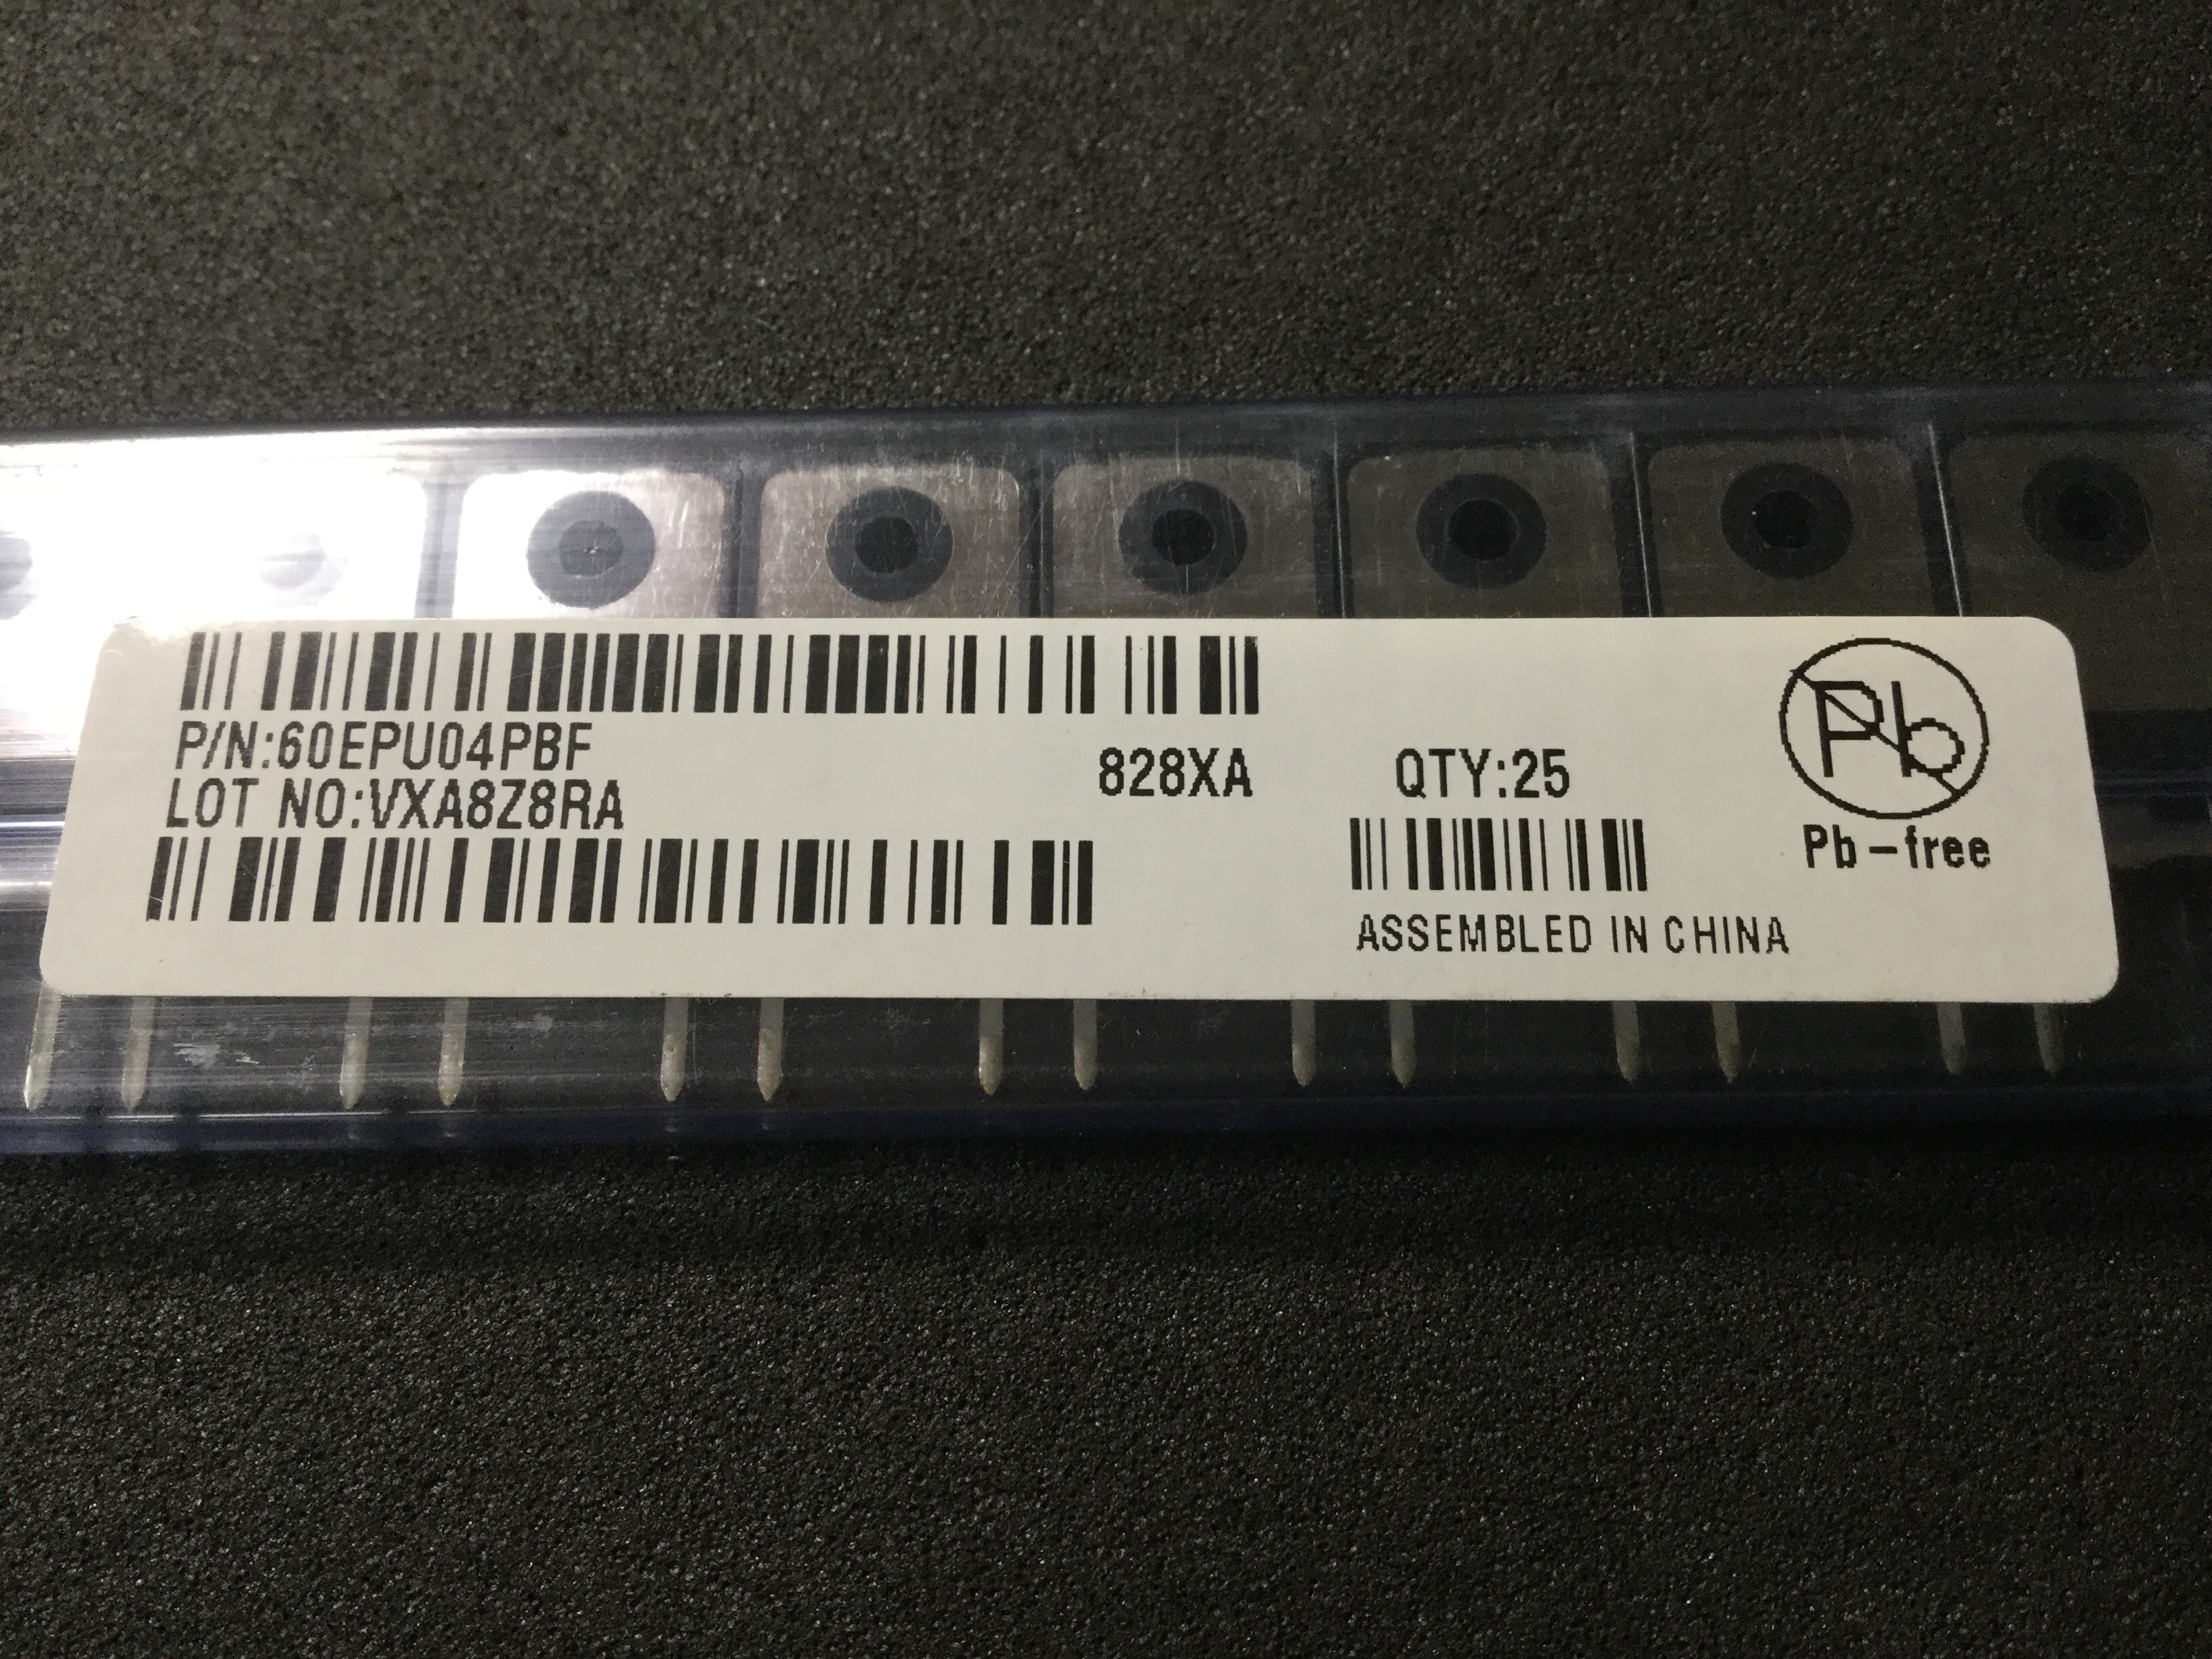 P/N:60EPU04PBF
LOT NO:VXA8Z8RA
828XA
QTY:25
ASSEMBLED IN CHINA
Pb
Pb-free